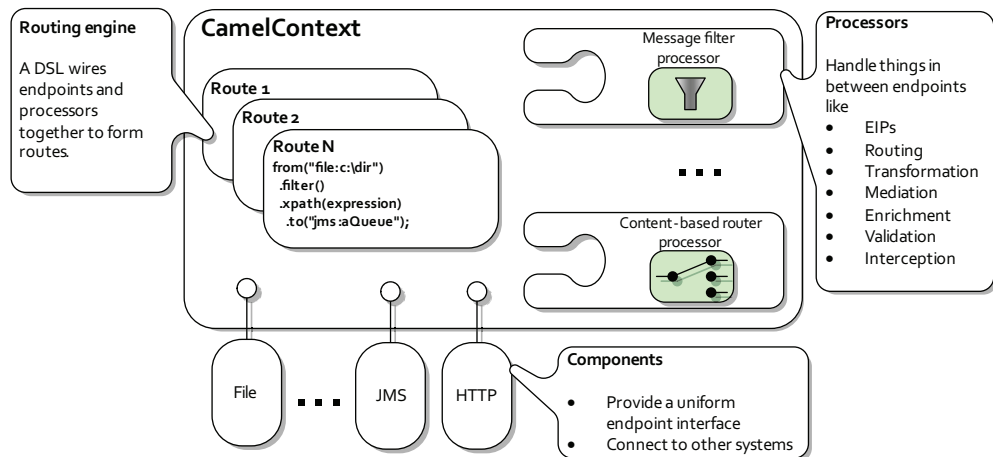 Routing engine
A DSL wires
endpoints and
processors
together to form
routes.
CamelContext
Route 1
Route 2
Route N
from("file:c:\dir")
.filter()
.xpath(expression)
.to("jms:aQueue");
Message filter
processor
Content-based router
processor
Processors
Handle things in
between endpoints
like
• EIPs
• Routing
• Transformation
• Mediation
• Enrichment
• Validation
• Interception
File
JMS
HTTP
Components
• Provide a uniform
endpoint interface
• Connect to other systems